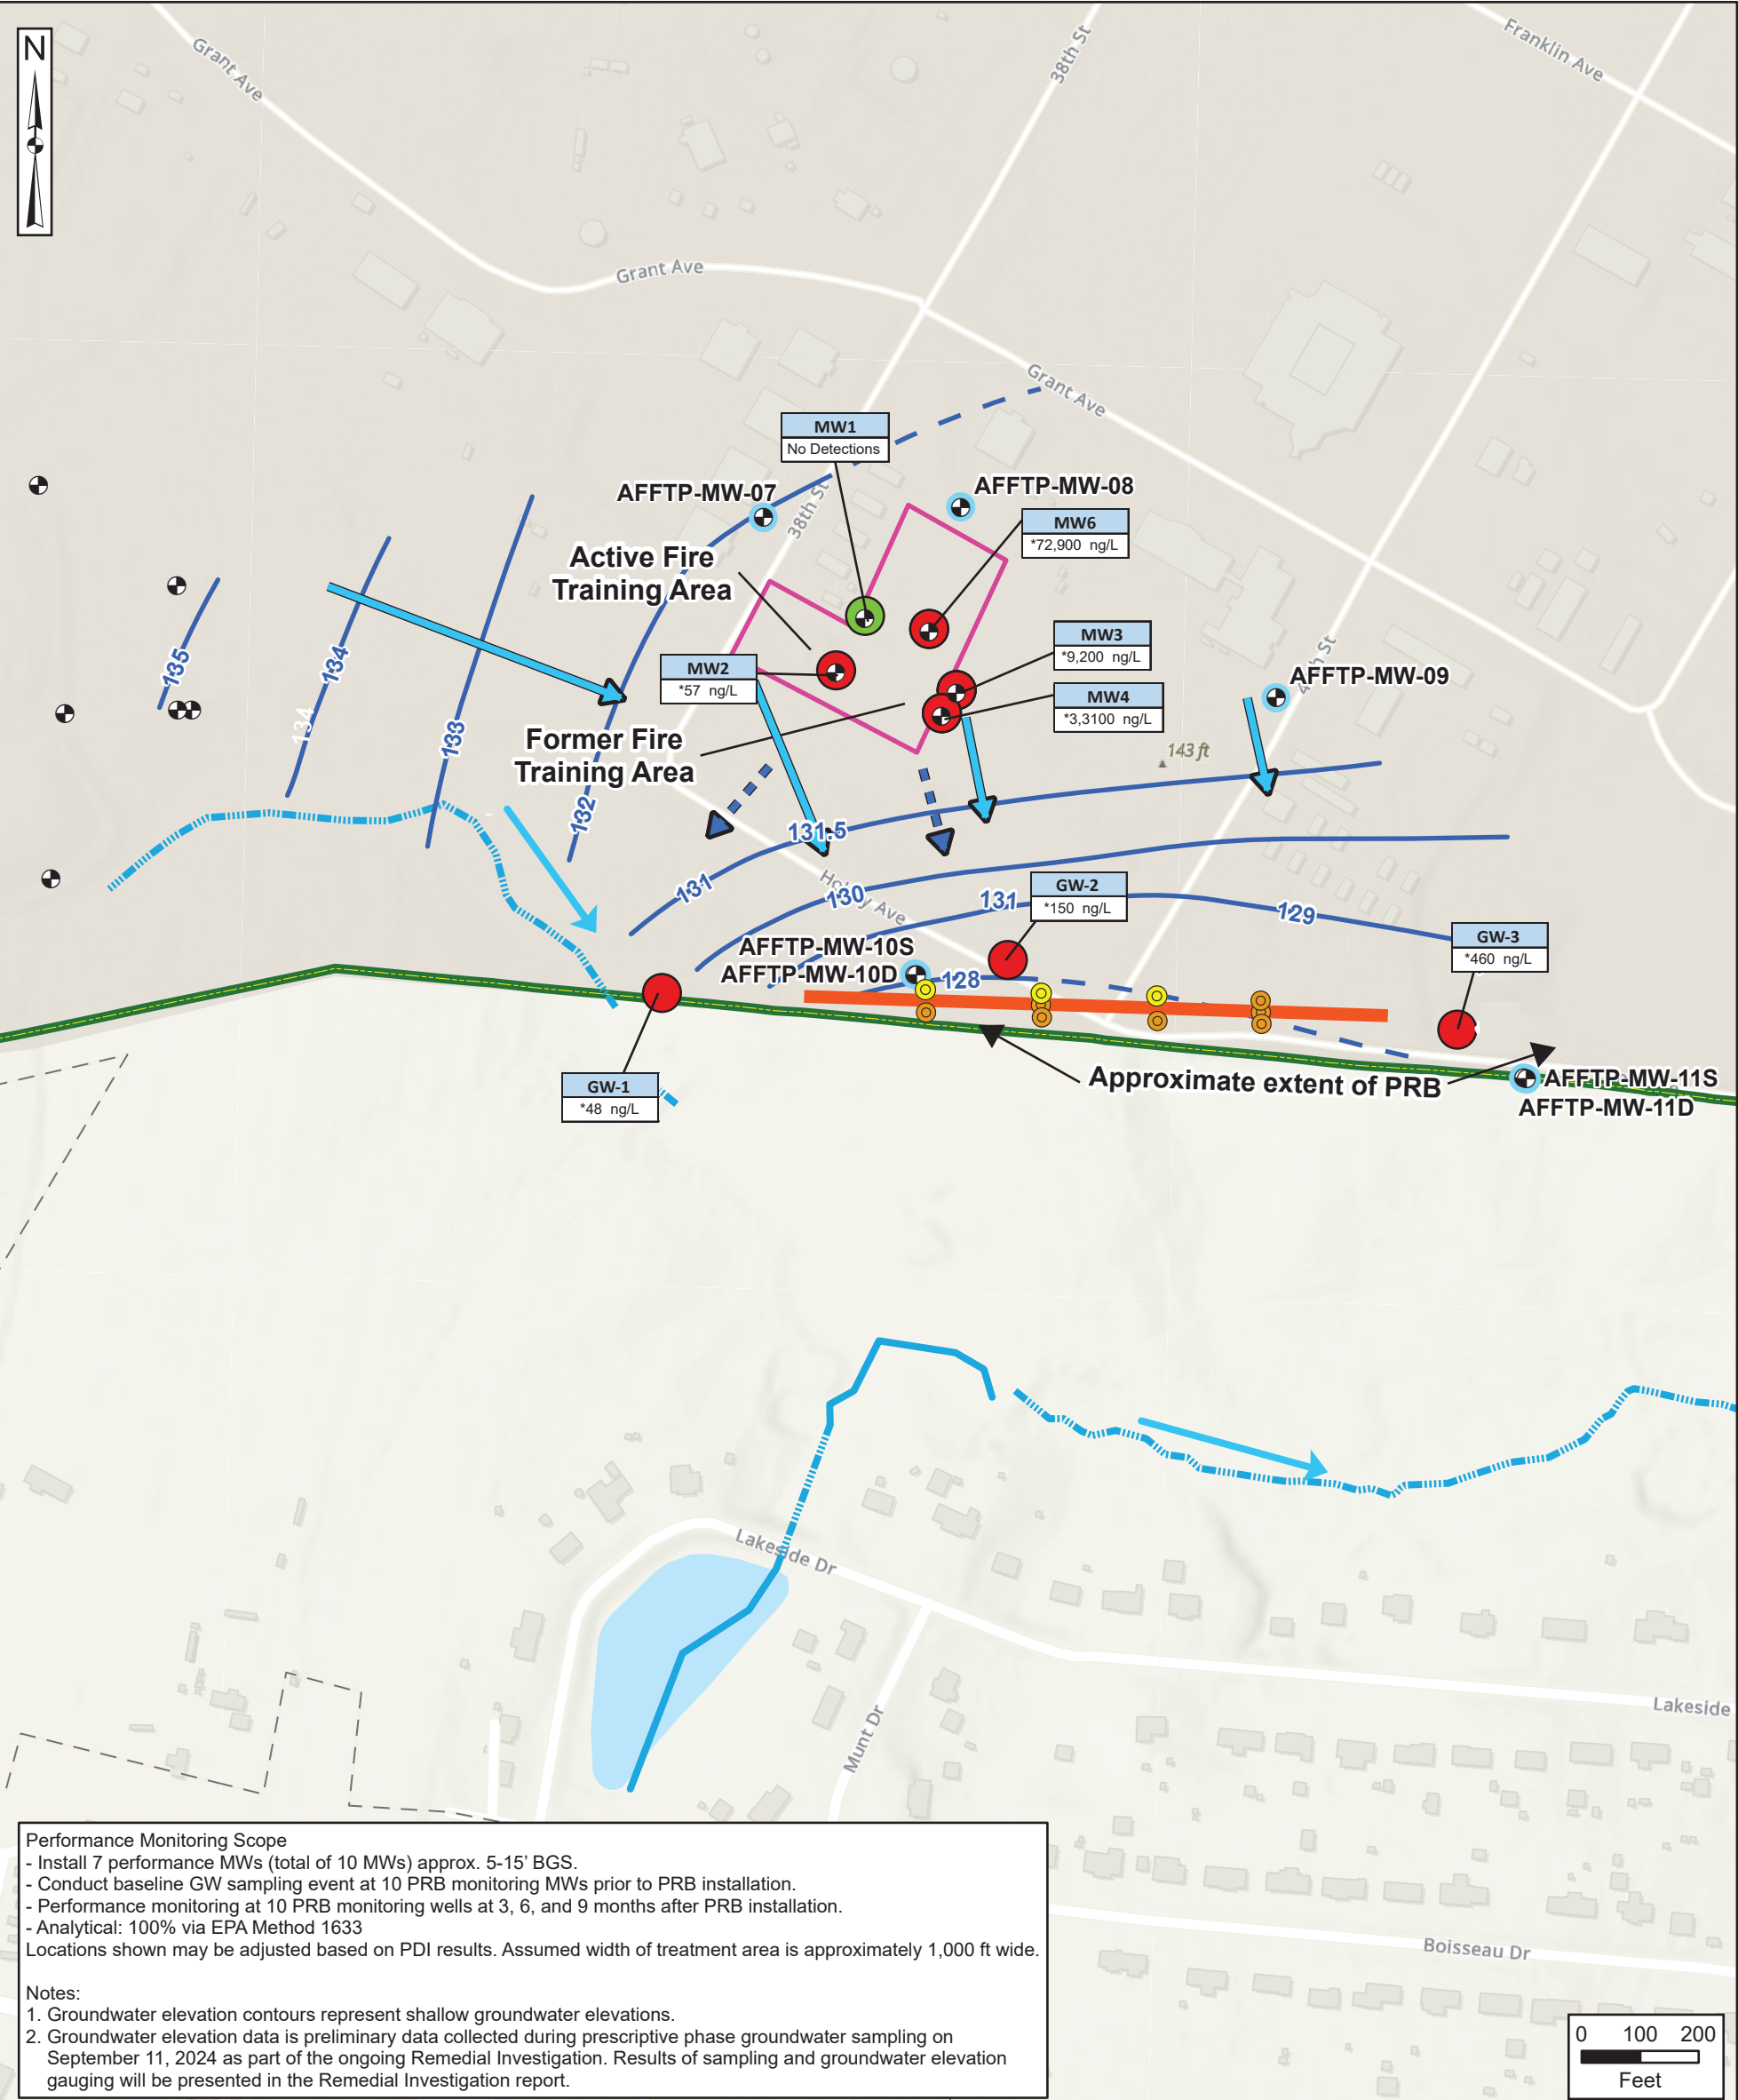 N
Grant Ave
38th St
Franklin Ave
Grant Ave
Grant Ave
MW1
No Detections
AFFTP-MW-07
38th St
AFFTP-MW-08
MW6
*72,900 ng/L
Active Fire
Training Area
MW3
*9,200 ng/L
MW2
*57 ng/L
MW4
*3,3100 ng/L
AFFTP-MW-09
135
134
134
133
132
Former Fire
Training Area
143 ft
131.5
131
130
Ave
131
129
GW-2
*150 ng/L
GW-3
*460 ng/L
AFFTP-MW-10S
AFFTP-MW-10D
128
GW-1
*48 ng/L
Approximate extent of PRB
AFFTP-MW-11S
AFFTP-MW-11D
Lakeside Dr
Munt Dr
Lakeside
Boisseau Dr
Performance Monitoring Scope
- Install 7 performance MWs (total of 10 MWs) approx. 5-15’ BGS.
- Conduct baseline GW sampling event at 10 PRB monitoring MWs prior to PRB installation.
- Performance monitoring at 10 PRB monitoring wells at 3, 6, and 9 months after PRB installation.
- Analytical: 100% via EPA Method 1633
Locations shown may be adjusted based on PDI results. Assumed width of treatment area is approximately 1,000 ft wide.
Notes:
1. Groundwater elevation contours represent shallow groundwater elevations.
2. Groundwater elevation data is preliminary data collected during prescriptive phase groundwater sampling on
September 11, 2024 as part of the ongoing Remedial Investigation. Results of sampling and groundwater elevation
gauging will be presented in the Remedial Investigation report.
0 100 200
Feet